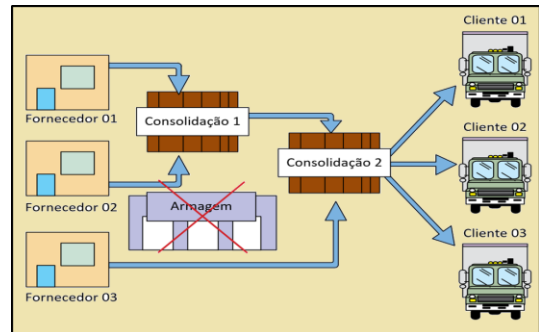 Fornecedor 01
Fornecedor 02
Fornecedor 03
Consolidação 1
Armagem
Consolidação 2
Cliente 01
Cliente 02
Cliente 03